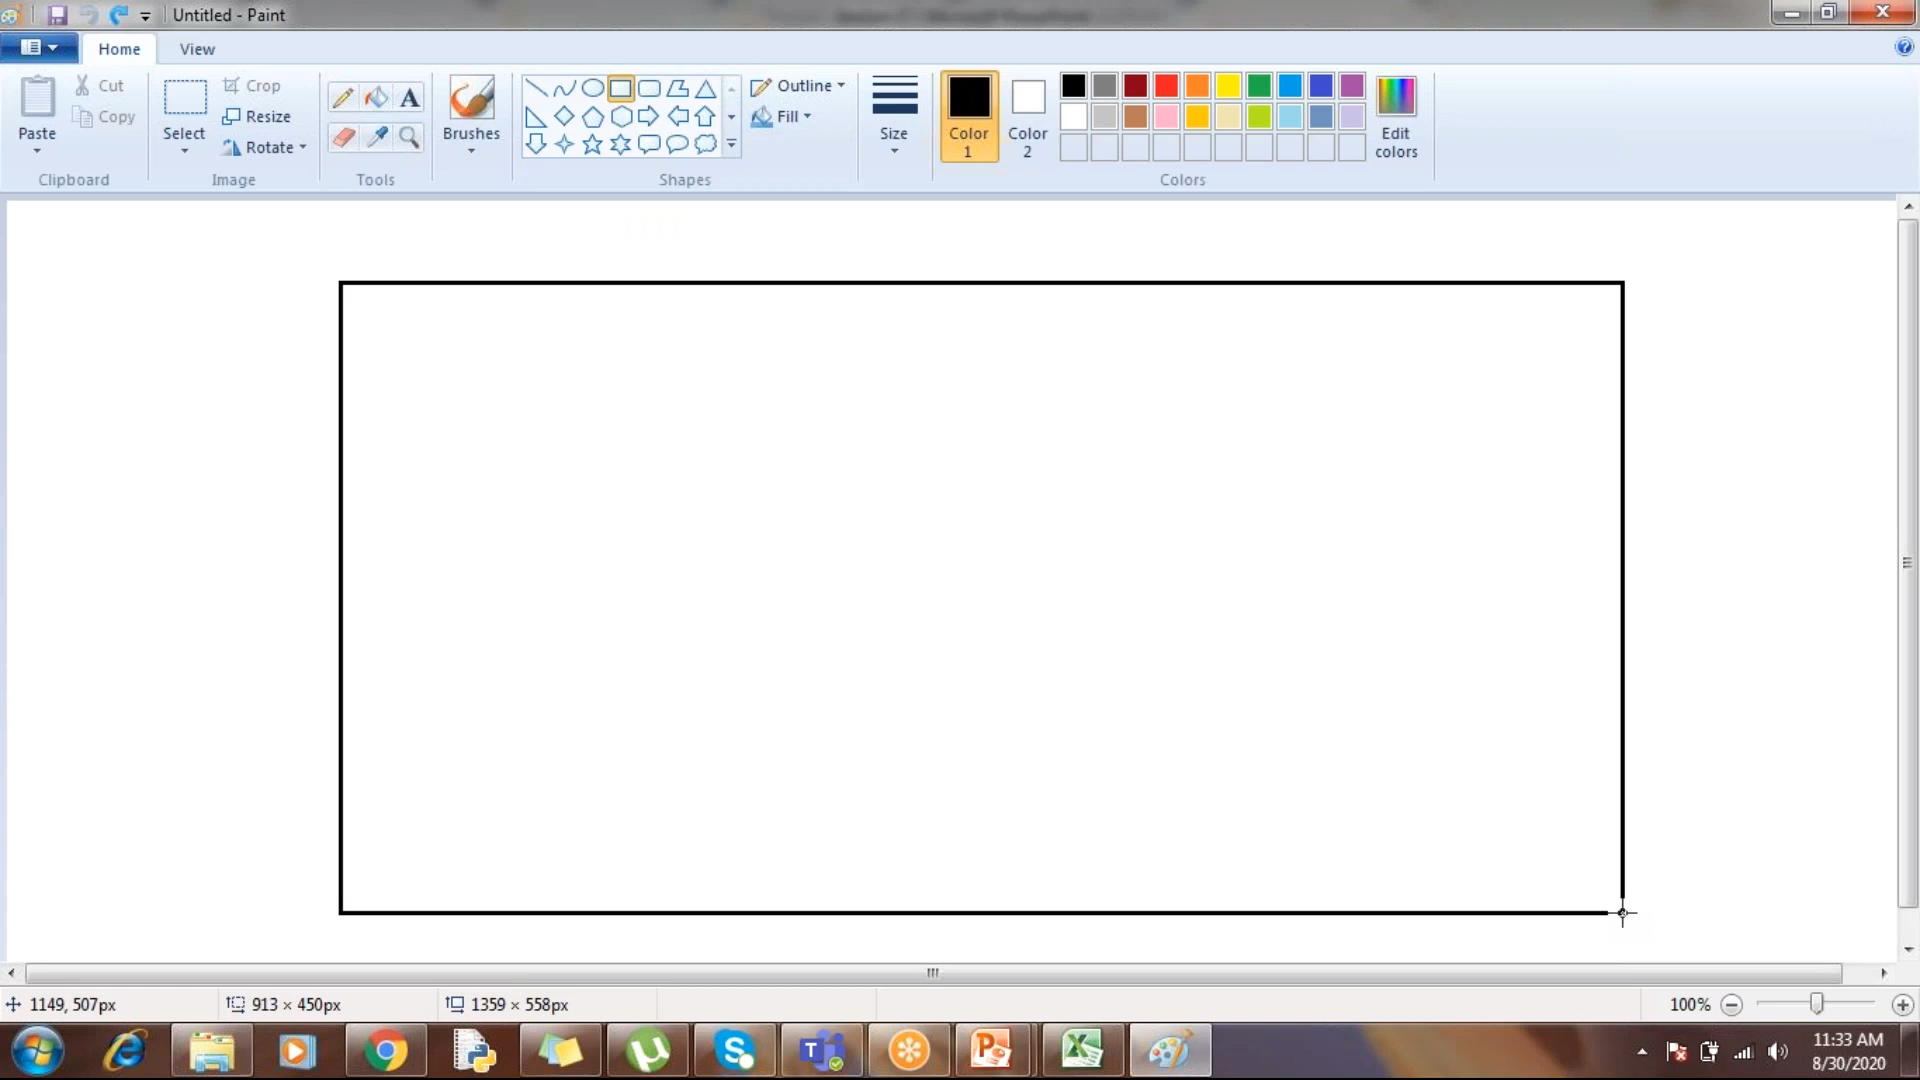 Untitled - Paint
Home
View
Paste
Cut
Copy
Clipboard
Select
Crop
Resize
Rotate
Image
A
Tools
Brushes
Shapes
Outline
Fill
Size
Color 1
Color 2
Edit colors
Colors
1149, 507px
913 × 450px
1359 × 558px
100%
11:33 AM
8/30/2020